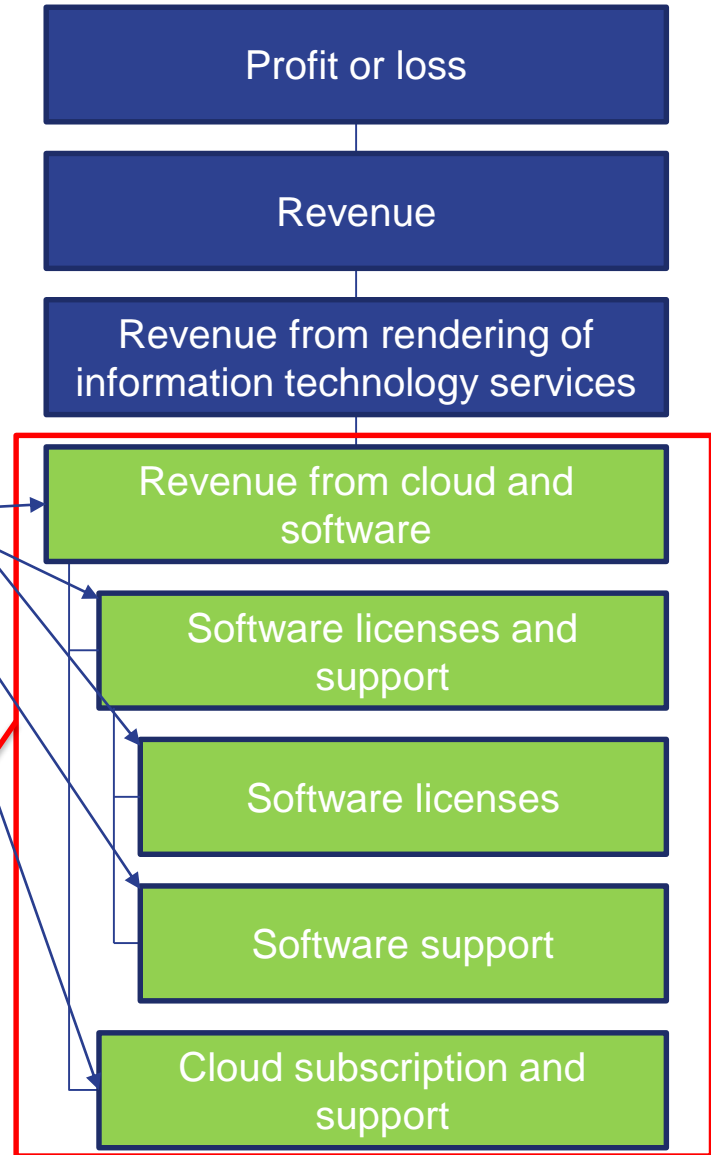 Profit or loss
Revenue
Revenue from rendering of
information technology services
Revenue from cloud and
software
Software licenses and
support
Software licenses
Software support
Cloud subscription and
support